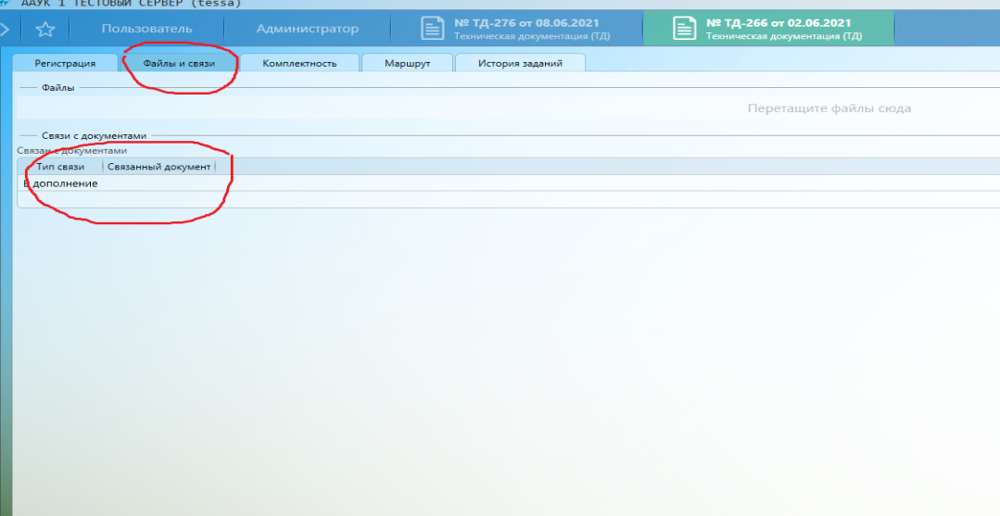 ААУК 1 ТЕСТОВЫЙ СЕРВЕР (tessa)
Пользователь
Администратор
№ ТД-276 от 08.06.2021
Техническая документация (ТД)
№ ТД-266 от 02.06.2021
Техническая документация (ТД)
Регистрация
Файлы и связи
Комплектность
Маршрут
История заданий
Файлы
Перетащите файлы сюда
Связи с документами
Связан с документами
Тип связи
Связанный документ
В дополнение